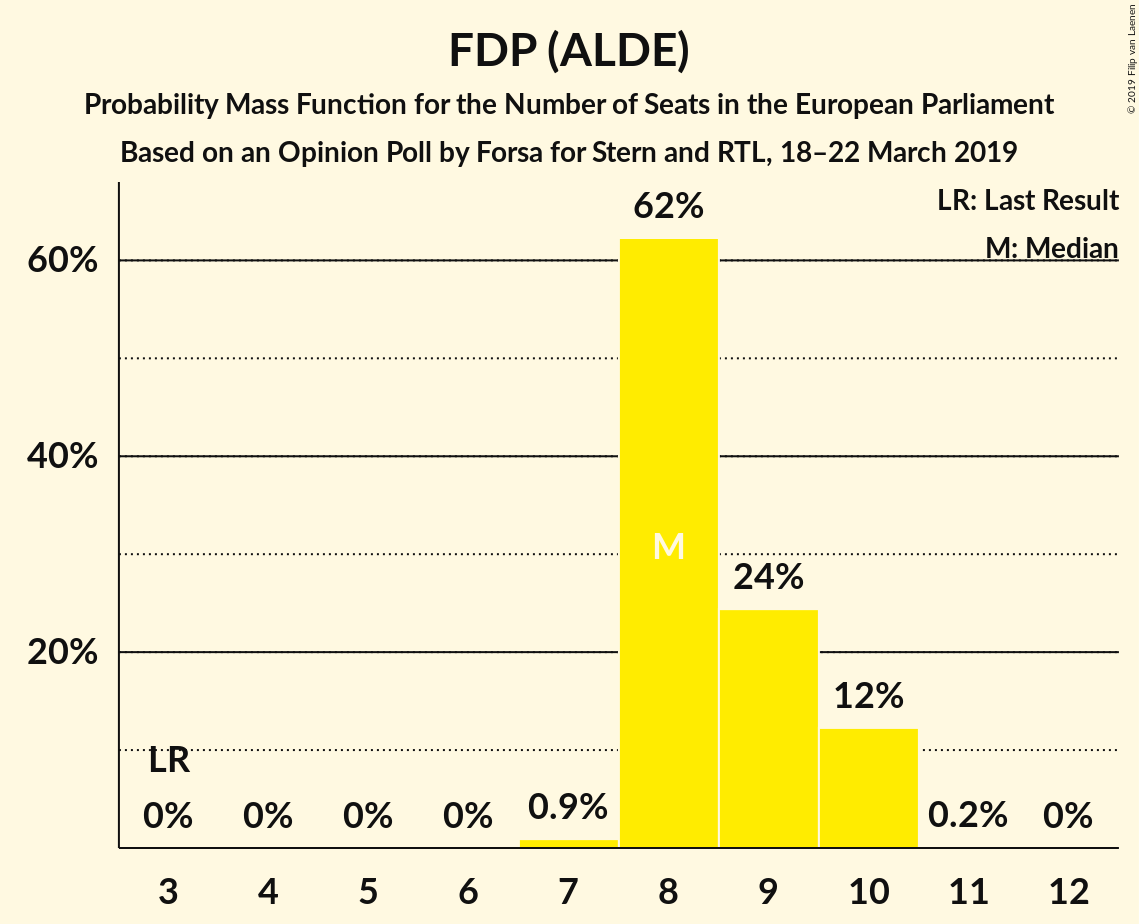 FDP (ALDE)
Probability Mass Function for the Number of Seats in the European Parliament
Based on an Opinion Poll by Forsa for Stern and RTL, 18–22 March 2019
© 2019 Filip van Laenen
LR: Last Result
M: Median
62%
60%
40%
M
24%
20%
12%
LR
0% 0% 0% 0% 0.9% 0.2% 0%
3 4 5 6 7 8 9 10 11 12